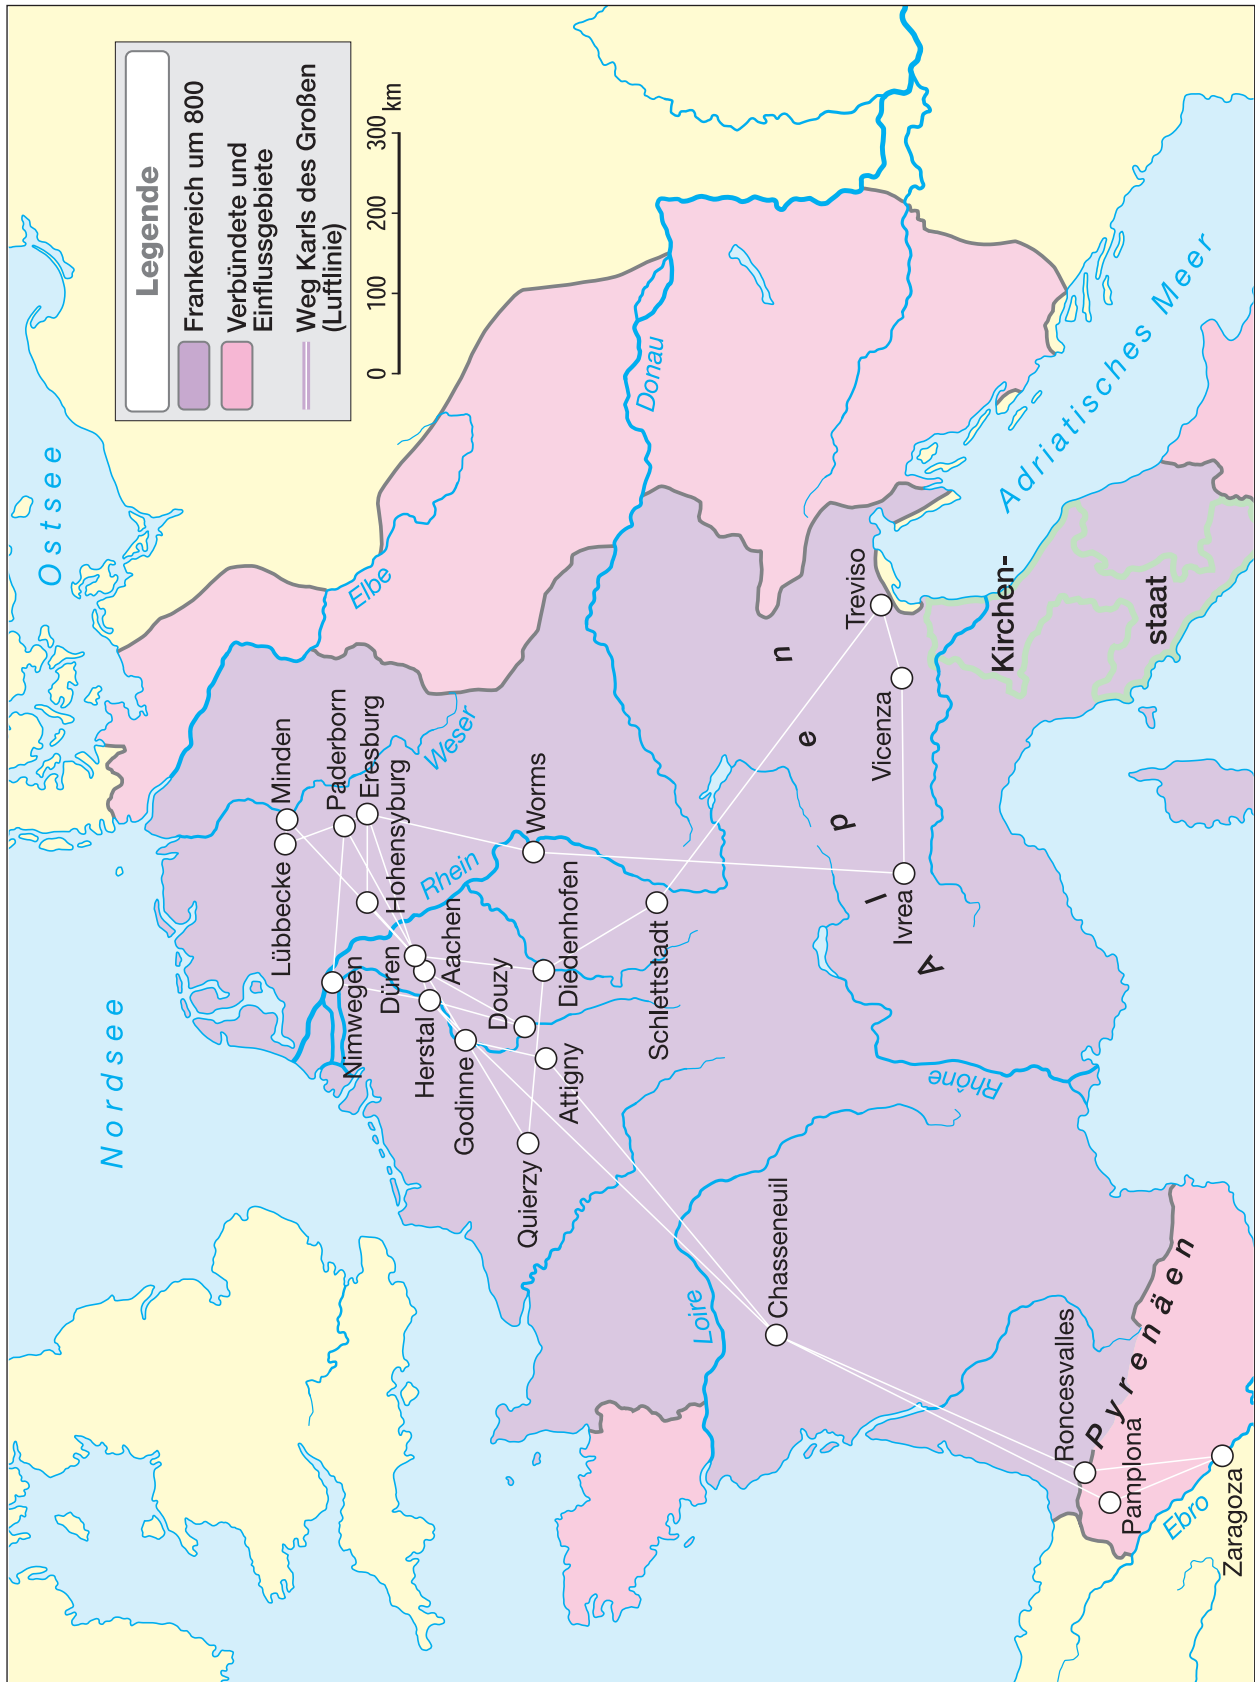 Legende
Frankenreich um 800
Verbündete und
Einflussgebiete
Weg Karls des Großen
(Luftlinie)
0 100 200 300 km
Ostsee
Nordsee
Elbe
Minden
Lübbecke
Paderborn
Eresburg
Hohensyburg
Weser
Nimwegen
Düren
Rhein
Aachen
Herstal
Godinne
Douzy
Worms
Diedenhofen
Attigny
Quierzy
Schlettstadt
Donau
Loire
Chasseneuil
Alpen
Treviso
Vicenza
Ivrea
Rhône
Adriatisches Meer
Kirchen-
staat
Roncesvalles
Pyrenäen
Pamplona
Ebro
Zaragoza